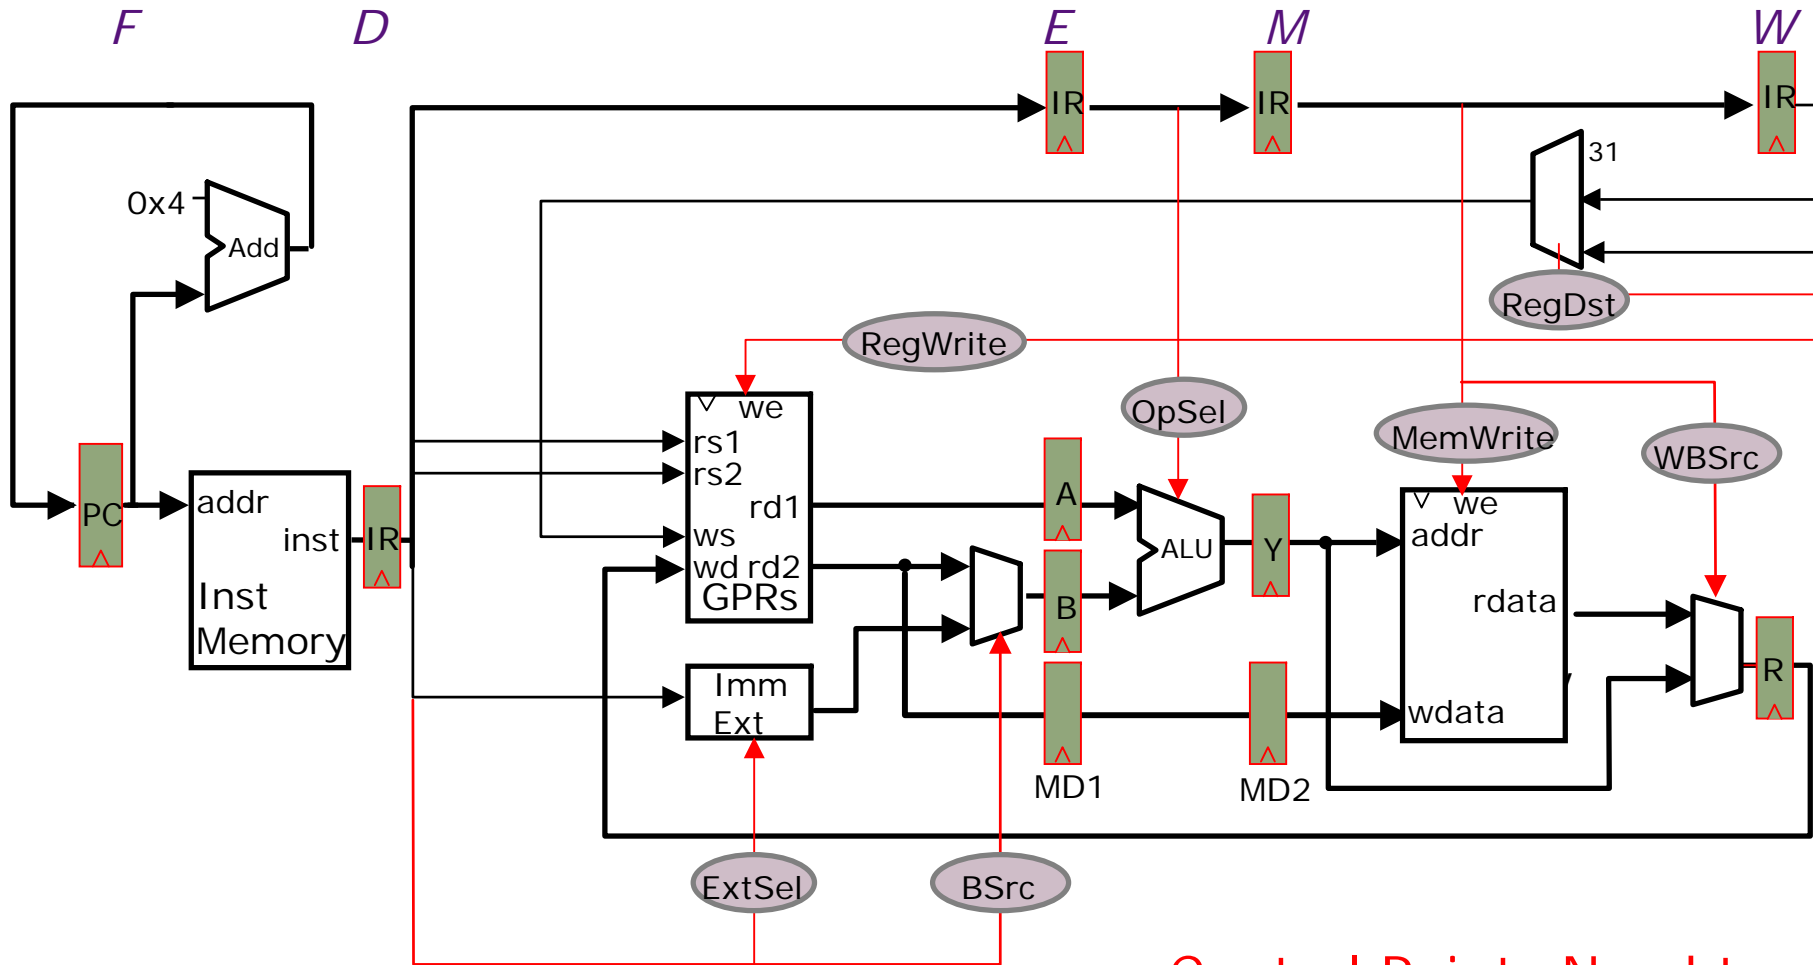 F D E M W
IR IR IR
31
0x4
Add
RegDst
RegWrite
we
OpSel
MemWrite
WBSrc
rs1
rs2
rd1
ws
wd rd2
GPRs
PC
addr
inst
Inst
Memory
IR
A
B
ALU
Y
we
addr
rdata
wdata
R
Imm
Ext
MD1
MD2
ExtSel
BSrc